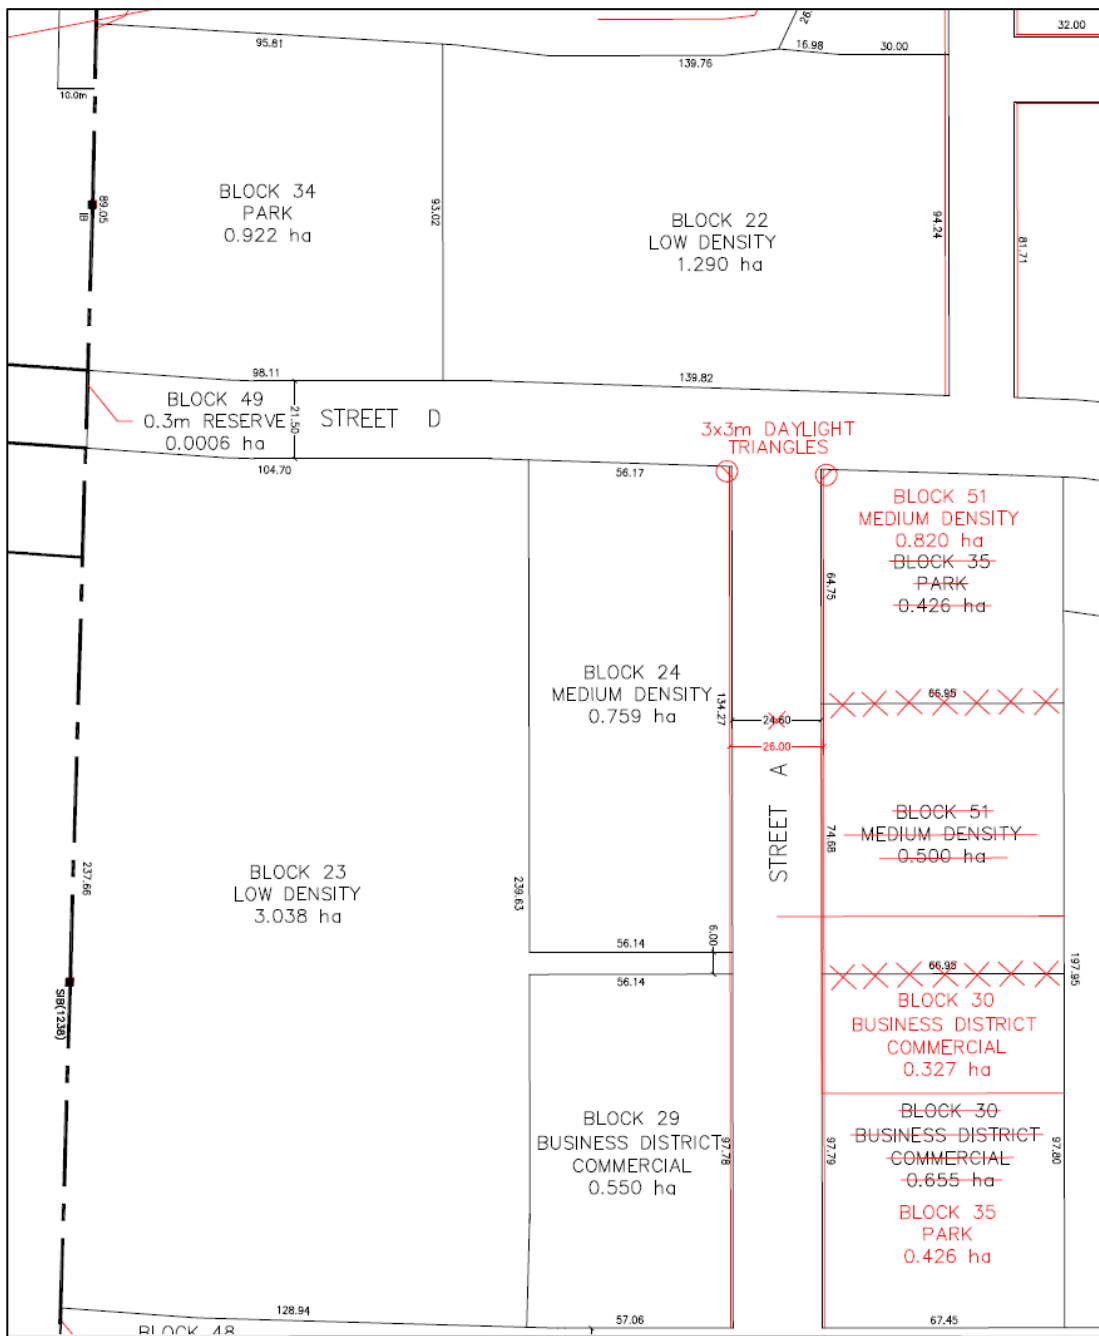 95.81
26
16.98
30.00
32.00
139.76
10.0m
89.05
IB
BLOCK 34
PARK
0.922 ha
93.02
BLOCK 22
LOW DENSITY
1.290 ha
94.24
81.71
98.11
139.82
BLOCK 49
0.3m RESERVE
0.0006 ha
21.50
STREET D
3x3m DAYLIGHT
TRIANGLES
104.70
56.17
BLOCK 51
MEDIUM DENSITY
0.820 ha
BLOCK 35
PARK
0.426 ha
64.75
BLOCK 24
MEDIUM DENSITY
0.759 ha
134.27
66.95
24.60
26.00
STREET A
BLOCK 51
MEDIUM DENSITY
0.500 ha
74.68
237.66
BLOCK 23
LOW DENSITY
3.038 ha
239.63
56.14
6.00
56.14
66.95
197.95
SIB(1238)
BLOCK 30
BUSINESS DISTRICT
COMMERCIAL
0.327 ha
BLOCK 29
BUSINESS DISTRICT
COMMERCIAL
0.550 ha
97.78
97.79
BLOCK 30
BUSINESS DISTRICT
COMMERCIAL
0.655 ha
97.80
BLOCK 35
PARK
0.426 ha
128.94
57.06
67.45
BLOCK 48